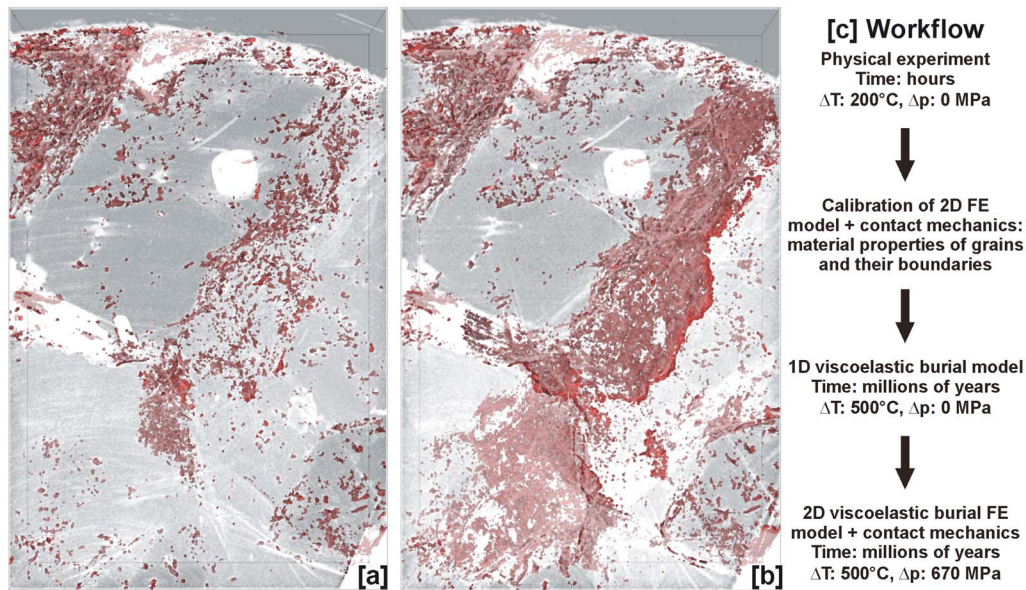 [a]
[b]
[c] Workflow
Physical experiment
Time: hours
ΔT: 200°C, Δp: 0 MPa
Calibration of 2D FE
model + contact mechanics:
material properties of grains
and their boundaries
1D viscoelastic burial model
Time: millions of years
ΔT: 500°C, Δp: 0 MPa
2D viscoelastic burial FE
model + contact mechanics
Time: millions of years
ΔT: 500°C, Δp: 670 MPa